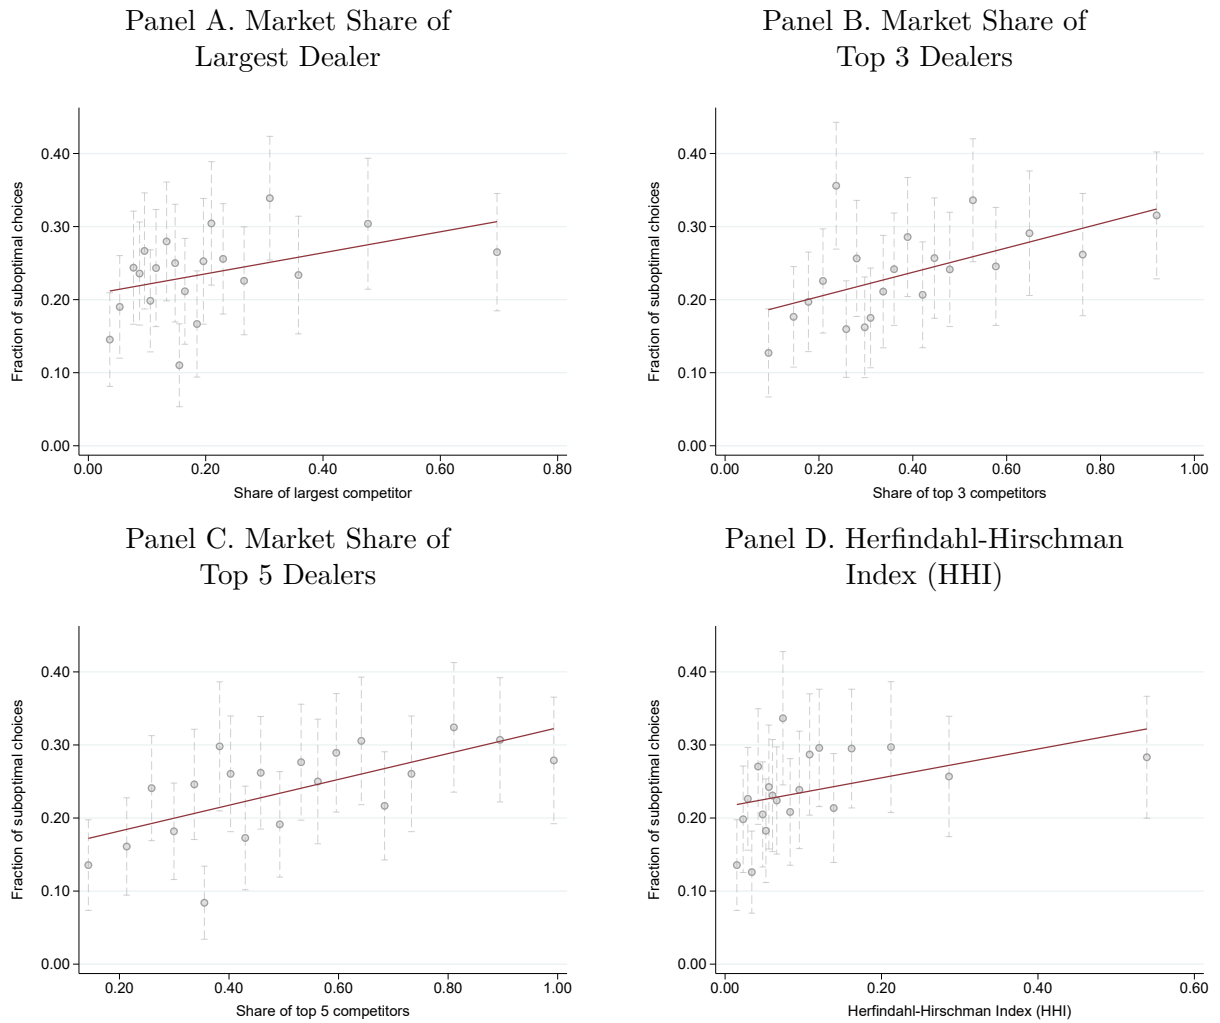 Panel A. Market Share of
Largest Dealer
Fraction of suboptimal choices
0.40
0.30
0.20
0.10
0.00
0.00 0.20 0.40 0.60 0.80
Share of largest competitor
Panel B. Market Share of
Top 3 Dealers
Fraction of suboptimal choices
0.40
0.30
0.20
0.10
0.00
0.00 0.20 0.40 0.60 0.80 1.00
Share of top 3 competitors
Panel C. Market Share of
Top 5 Dealers
Fraction of suboptimal choices
0.40
0.30
0.20
0.10
0.00
0.20 0.40 0.60 0.80 1.00
Share of top 5 competitors
Panel D. Herfindahl-Hirschman
Index (HHI)
Fraction of suboptimal choices
0.40
0.30
0.20
0.10
0.00
0.00 0.20 0.40 0.60
Herfindahl-Hirschman Index (HHI)